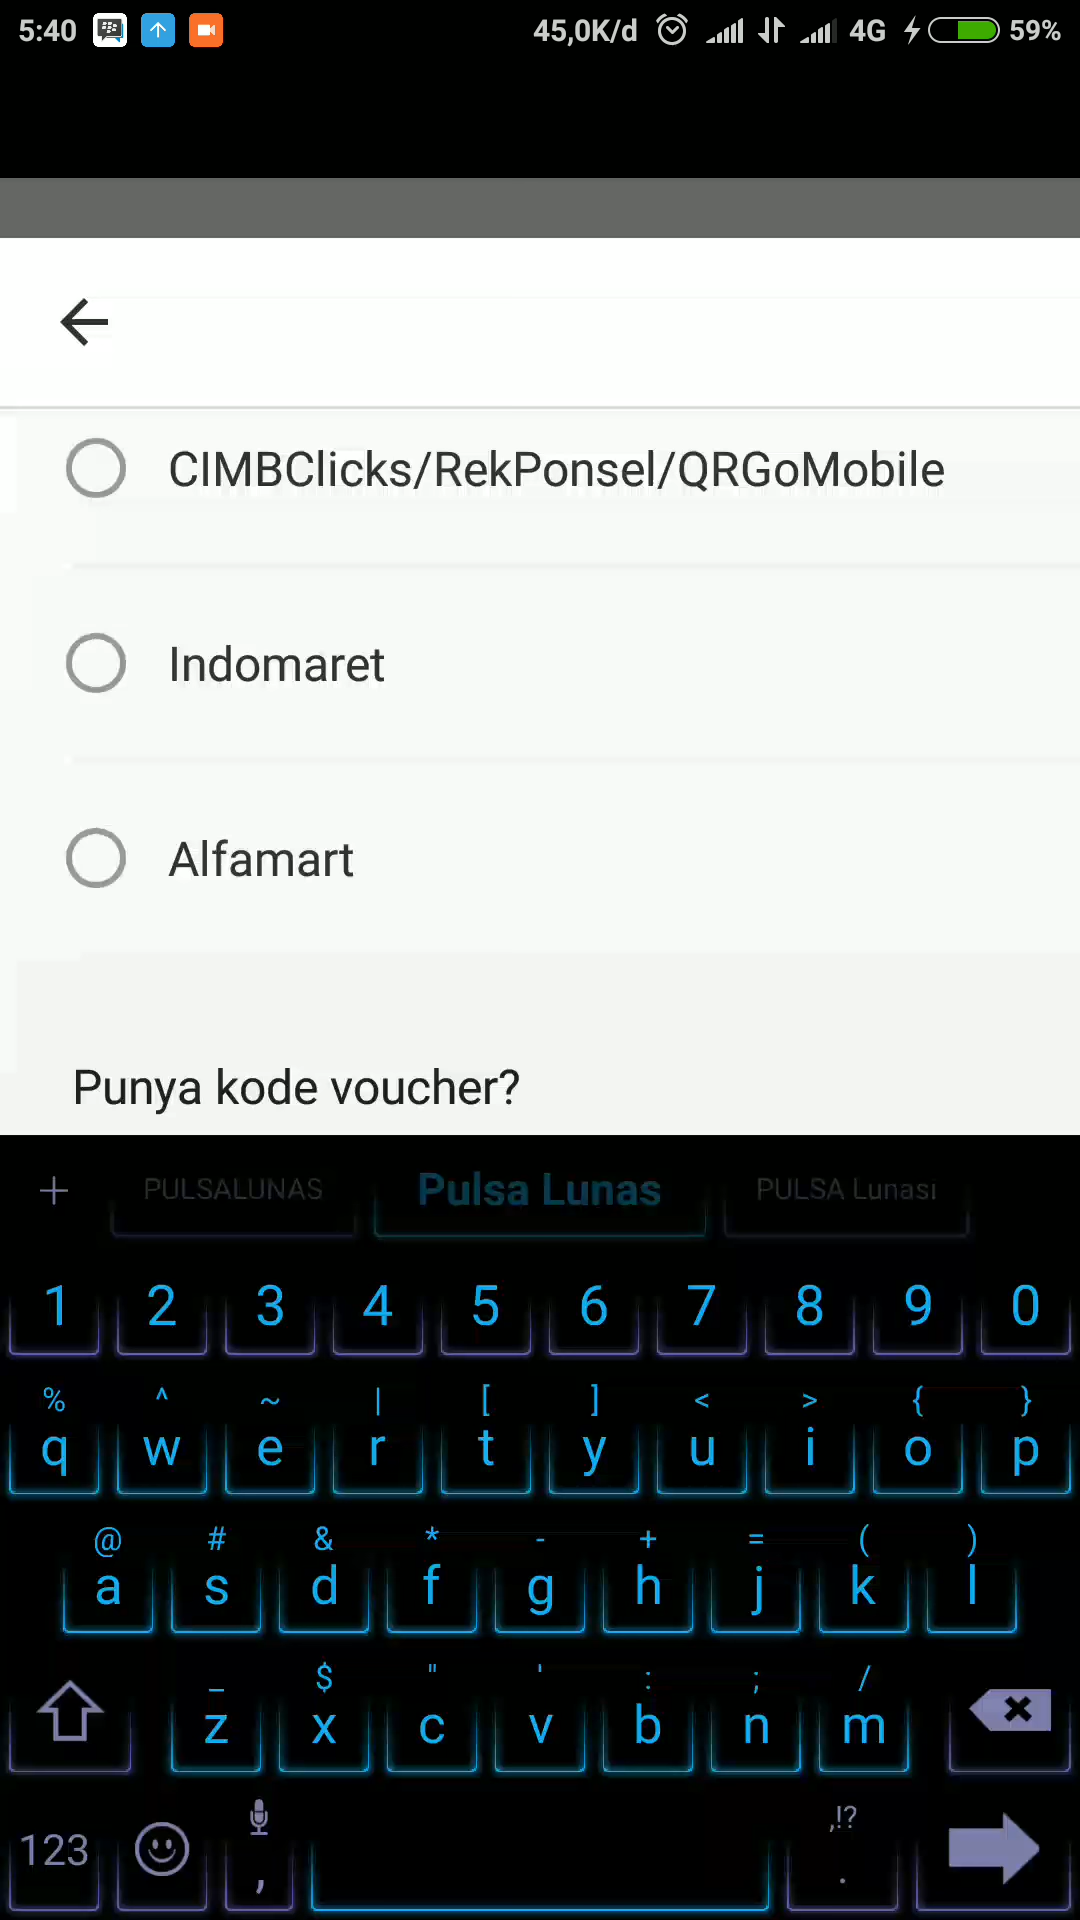 5:40 45,0K/d 4G 59%
CIMBClicks/RekPonsel/QRGoMobile
Indomaret
Alfamart
Punya kode voucher?
+ PULSALUNAS Pulsa Lunas PULSA Lunasi
1 2 3 4 5 6 7 8 9 0
% ^ ~ | [ ] < > { }
q w e r t y u i o p
@ # & * - + = ( )
a s d f g h j k l
_ $ " ' : ; /
z x c v b n m
,!?
123 , .